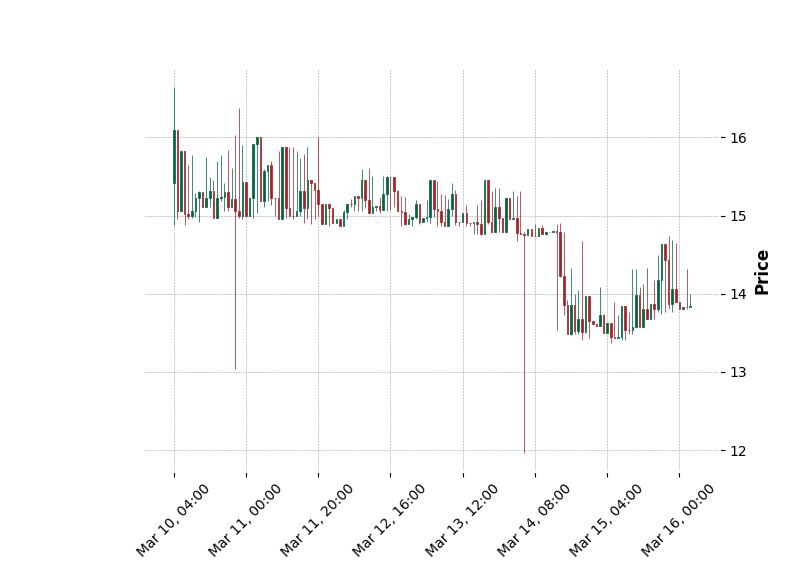 16
15
14
13
12
Price
Mar 10, 04:00
Mar 11, 00:00
Mar 11, 20:00
Mar 12, 16:00
Mar 13, 12:00
Mar 14, 08:00
Mar 15, 04:00
Mar 16, 00:00